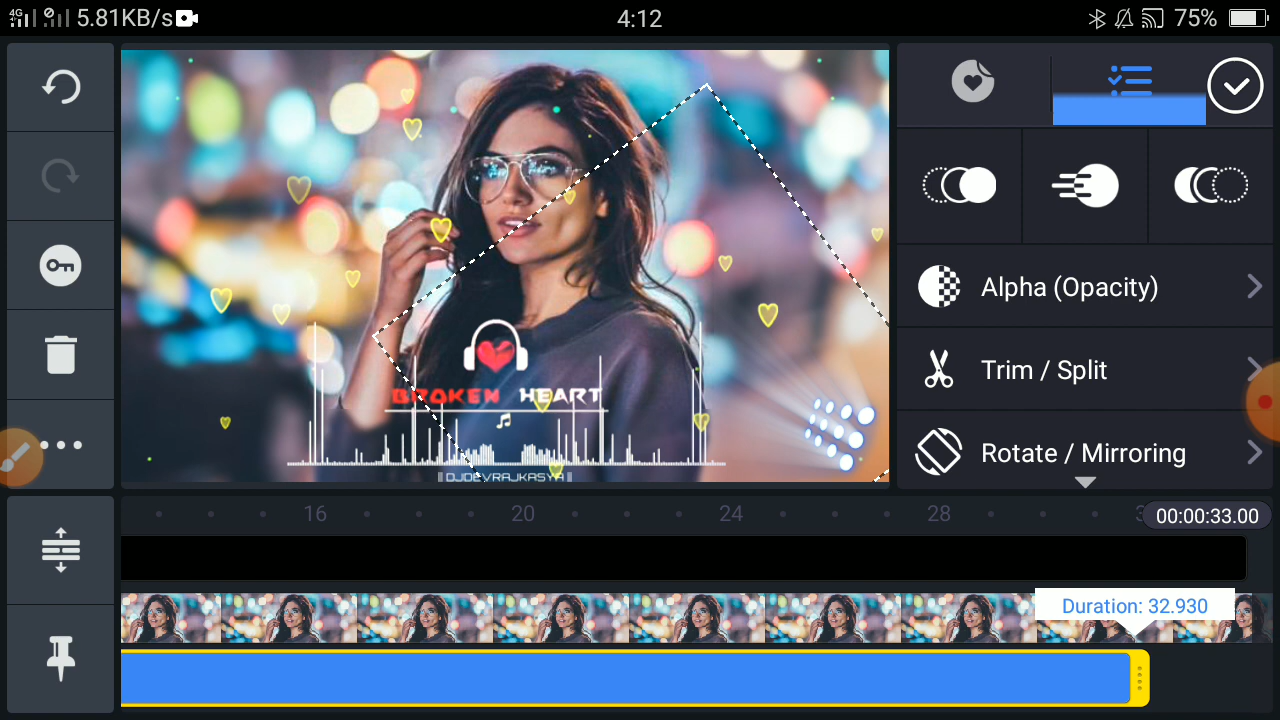 4G 5.81KB/s 4:12 75%
BROKEN HEART
DJDEVRAJKASYA
Alpha (Opacity)
Trim / Split
Rotate / Mirroring
16 20 24 28
00:00:33.00
Duration: 32.930